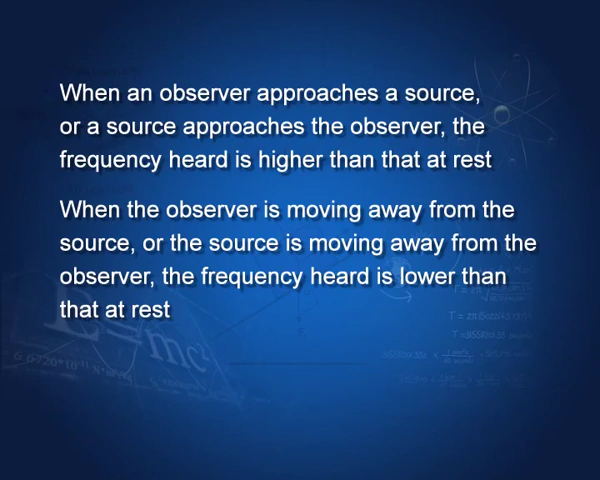 When an observer approaches a source,
or a source approaches the observer, the
frequency heard is higher than that at rest
When the observer is moving away from the
source, or the source is moving away from the
observer, the frequency heard is lower than
that at rest
E=mc²